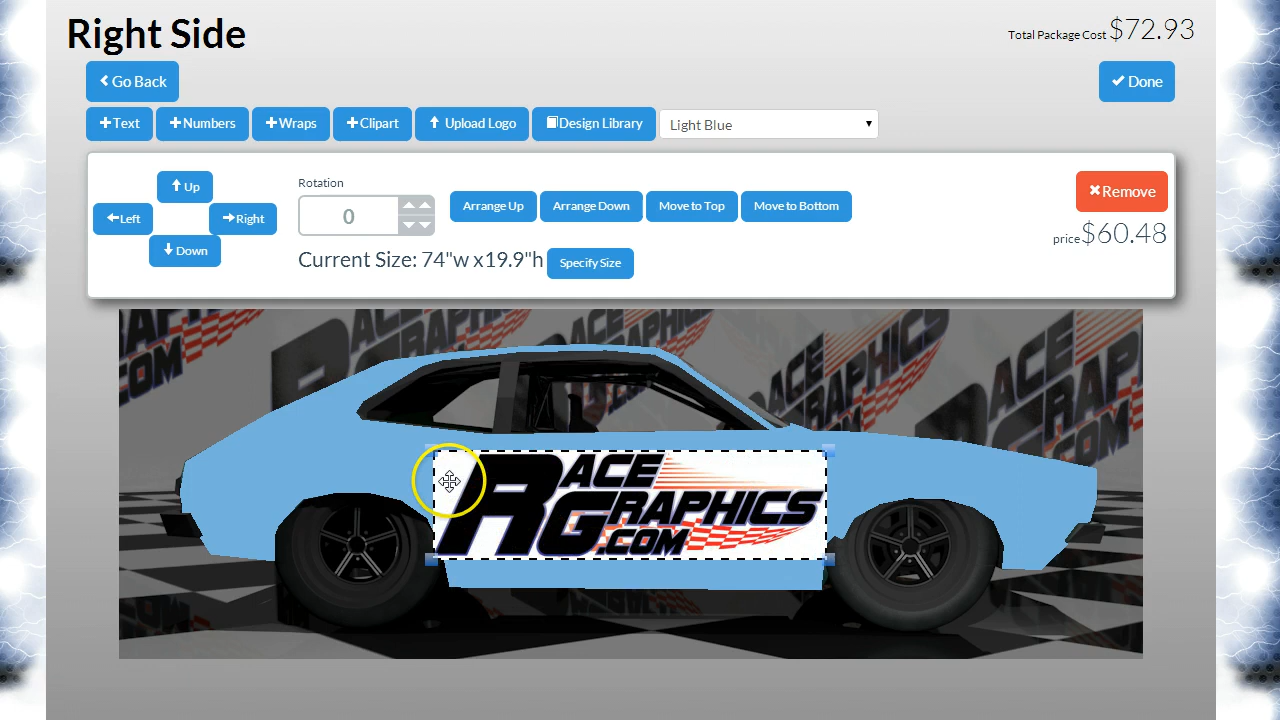 Right Side
Total Package Cost $72.93
Go Back
Done
Text
Numbers
Wraps
Clipart
Upload Logo
Design Library
Light Blue
Up
Left
Right
Down
Rotation
0
Arrange Up
Arrange Down
Move to Top
Move to Bottom
Remove
price $60.48
Current Size: 74"w x19.9"h
Specify Size
RACE
GRAPHICS
.COM